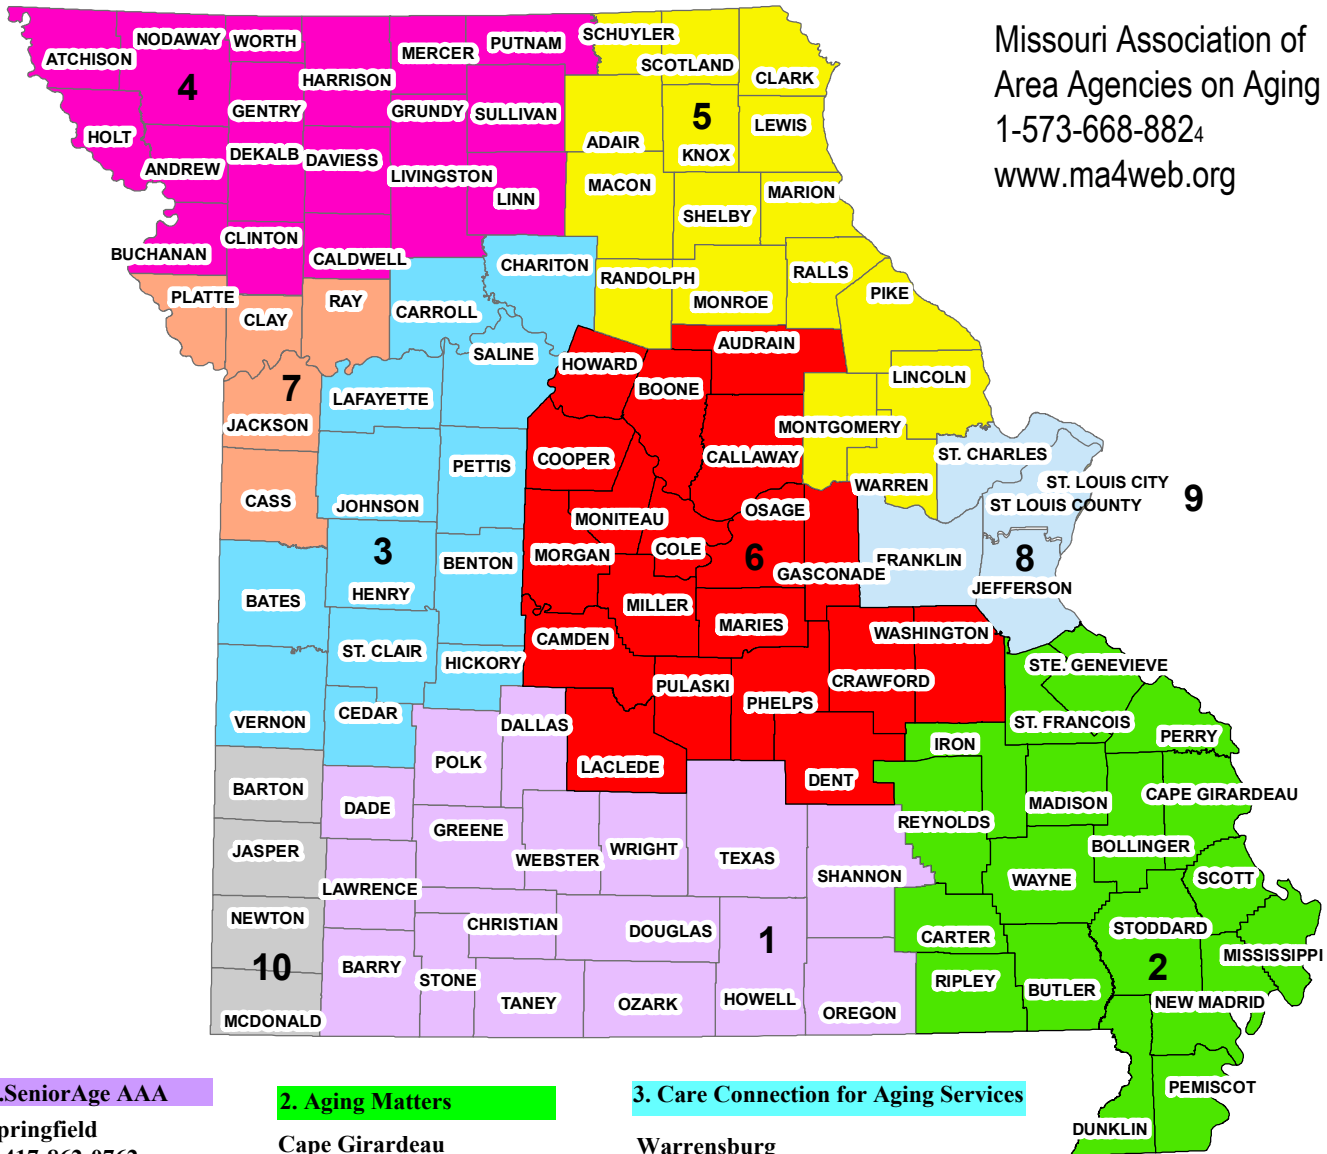 Missouri Association of
Area Agencies on Aging
1-573-668-8824
www.ma4web.org
ATCHISON
NODAWAY
WORTH
HARRISON
MERCER
PUTNAM
SCHUYLER
SCOTLAND
CLARK
4
HOLT
GENTRY
GRUNDY
SULLIVAN
ADAIR
5
KNOX
LEWIS
ANDREW
DEKALB
DAVIESS
LIVINGSTON
LINN
MACON
SHELBY
MARION
BUCHANAN
CLINTON
CALDWELL
CHARITON
RANDOLPH
MONROE
RALLS
PIKE
PLATTE
CLAY
RAY
CARROLL
SALINE
HOWARD
BOONE
AUDRAIN
LINCOLN
7
JACKSON
LAFAYETTE
COOPER
CALLAWAY
MONTGOMERY
ST. CHARLES
PETTIS
WARREN
ST. LOUIS CITY
ST LOUIS COUNTY
9
CASS
JOHNSON
MONITEAU
OSAGE
3
BENTON
MORGAN
COLE
6
GASCONADE
FRANKLIN
8
JEFFERSON
BATES
HENRY
MILLER
MARIES
WASHINGTON
ST. CLAIR
HICKORY
CAMDEN
PULASKI
PHELPS
CRAWFORD
STE. GENEVIEVE
VERNON
CEDAR
DALLAS
ST. FRANCOIS
PERRY
POLK
LACLEDE
DENT
IRON
BARTON
DADE
GREENE
REYNOLDS
MADISON
CAPE GIRARDEAU
JASPER
WEBSTER
WRIGHT
TEXAS
SHANNON
BOLLINGER
LAWRENCE
WAYNE
SCOTT
NEWTON
CHRISTIAN
DOUGLAS
1
CARTER
STODDARD
MISSISSIPPI
10
BARRY
STONE
TANEY
OZARK
HOWELL
OREGON
RIPLEY
BUTLER
2
NEW MADRID
MCDONALD
PEMISCOT
DUNKLIN
.SeniorAge AAA
pringfield
417-862-0762
2. Aging Matters
Cape Girardeau
3. Care Connection for Aging Services
Warrensburg